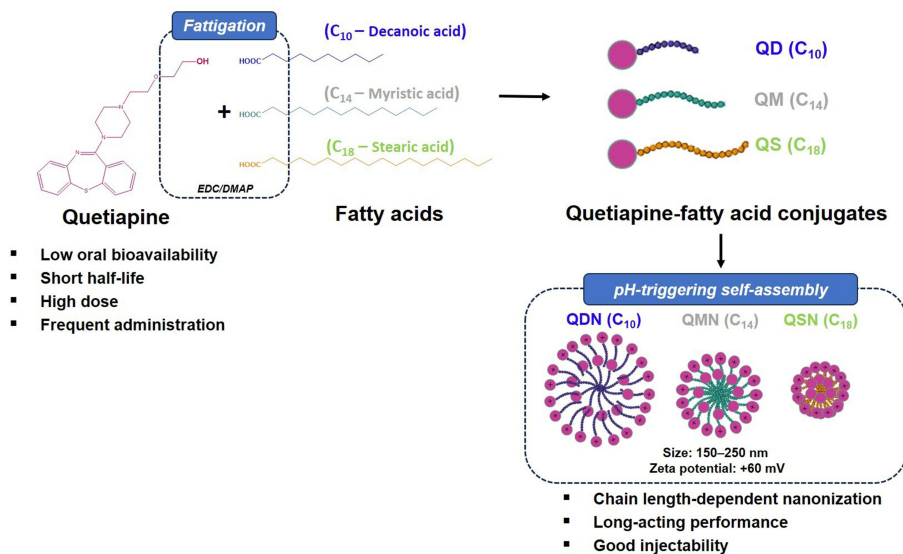 Fattigation
(C10 – Decanoic acid)
HOOC
OH
O
N
N
N
S
+
(C14 – Myristic acid)
HOOC
(C18 – Stearic acid)
HOOC
EDC/DMAP
Quetiapine
Fatty acids
▪ Low oral bioavailability
▪ Short half-life
▪ High dose
▪ Frequent administration
QD (C10)
QM (C14)
QS (C18)
Quetiapine-fatty acid conjugates
pH-triggering self-assembly
QDN (C10)
QMN (C14)
QSN (C18)
Size: 150–250 nm
Zeta potential: +60 mV
▪ Chain length-dependent nanonization
▪ Long-acting performance
▪ Good injectability